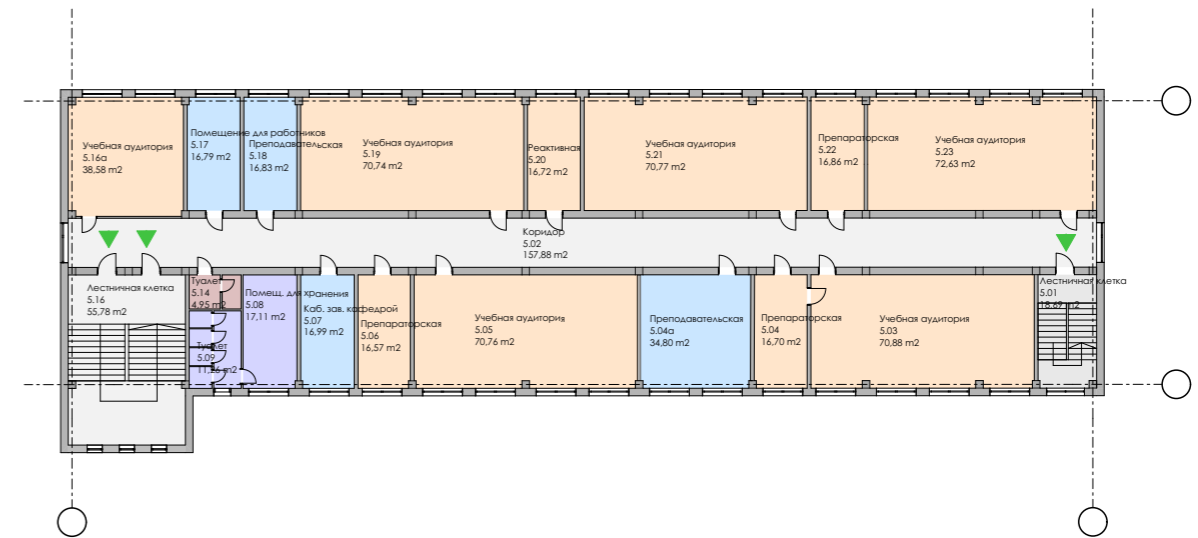 Учебная аудитория
5.16а
38,58 m2
Помещение для работников
5.17
16,79 m2
Преподавательская
5.18
16,83 m2
Учебная аудитория
5.19
70,74 m2
Реактивная
5.20
16,72 m2
Учебная аудитория
5.21
70,77 m2
Препараторская
5.22
16,86 m2
Учебная аудитория
5.23
72,63 m2
Коридор
5.02
157,88 m2
Лестничная клетка
5.16
55,78 m2
Туалет
5.14
4,95 m2
Туалет
5.09
11,26 m2
Помещ. для хранения
5.08
17,11 m2
Каб. зав. кафедрой
5.07
16,99 m2
Препараторская
5.06
16,57 m2
Учебная аудитория
5.05
70,76 m2
Преподавательская
5.04а
34,80 m2
Препараторская
5.04
16,70 m2
Учебная аудитория
5.03
70,88 m2
Лестничная клетка
5.01
18,69 m2